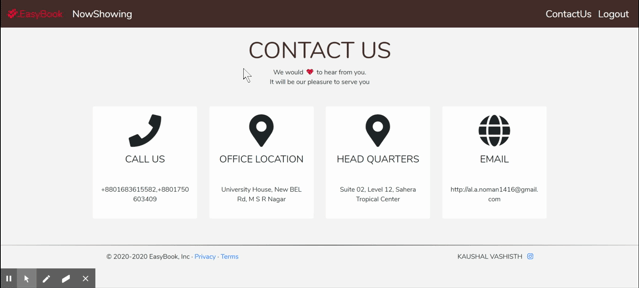 EasyBook NowShowing ContactUs Logout
CONTACT US
We would ❤ to hear from you.
It will be our pleasure to serve you
CALL US
+8801683615582,+8801750
603409
OFFICE LOCATION
University House, New BEL
Rd, M S R Nagar
HEAD QUARTERS
Suite 02, Level 12, Sahera
Tropical Center
EMAIL
http://al.a.noman1416@gmail.
com
© 2020-2020 EasyBook, Inc · Privacy · Terms KAUSHAL VASHISTH